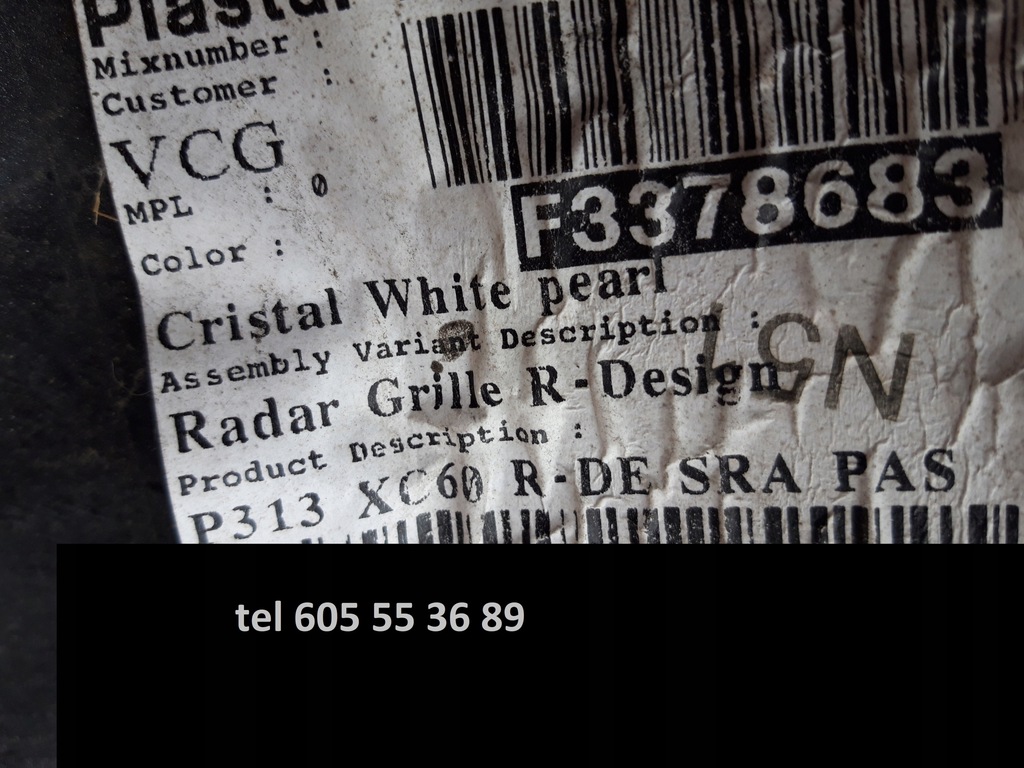 Mixnumber :
Customer :
VCG
MPL : 0
F3378683
Color :
Cristal White pearl
Assembly Variant Description :
Radar Grille R-Design
Product Description :
P313 XC60 R-DE SRA PAS
tel 605 55 36 89